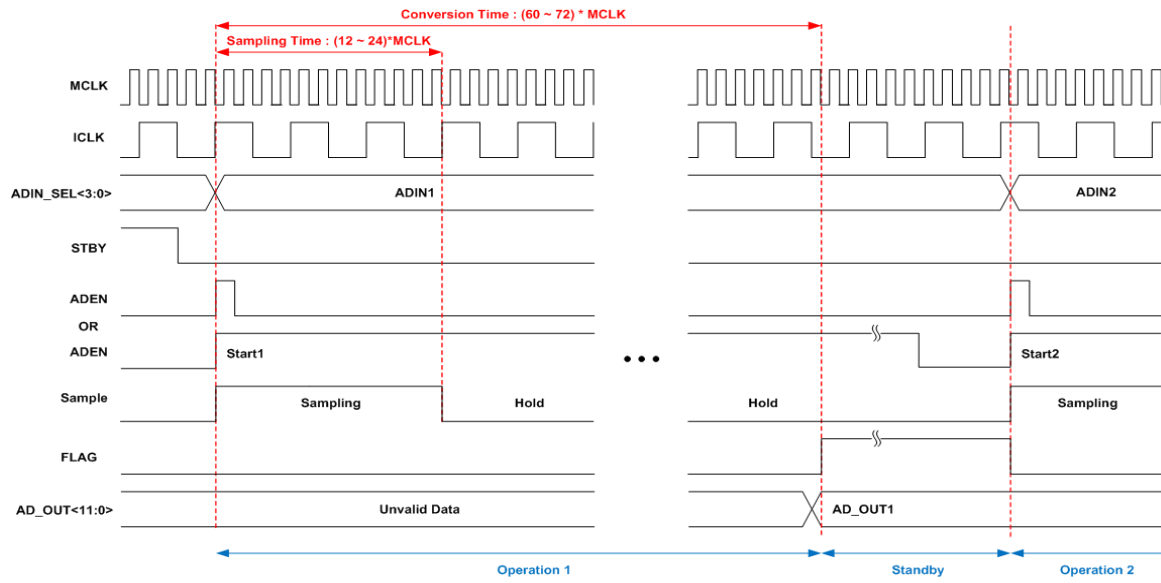 Conversion Time : (60 ~ 72) * MCLK
Sampling Time : (12 ~ 24)*MCLK
MCLK
ICLK
ADIN_SEL<3:0>
ADIN1
ADIN2
STBY
ADEN
OR
ADEN
Start1
Start2
Sample
Sampling
Hold
Hold
Sampling
FLAG
AD_OUT<11:0>
Unvalid Data
AD_OUT1
Operation 1
Standby
Operation 2